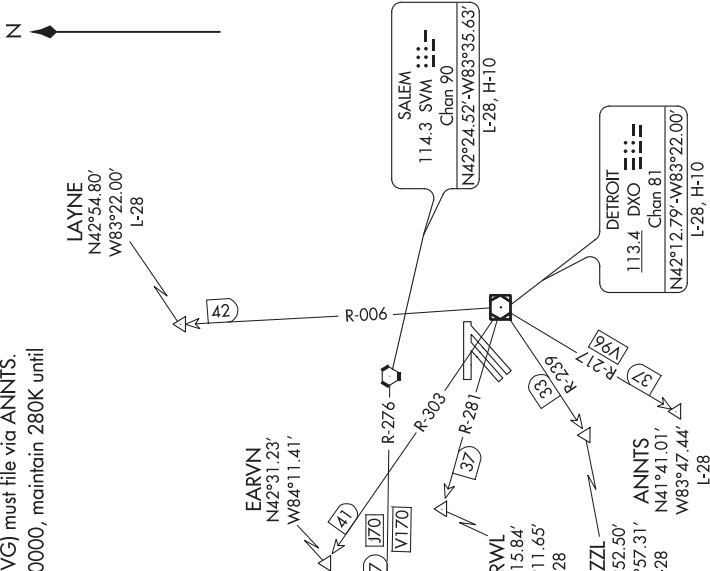 VG) must file via ANNTS.
0000, maintain 280K until
N
LAYNE
N42°54.80’
W83°22.00’
L-28
SALEM
114.3 SVM
Chan 90
N42°24.52’-W83°35.63’
L-28, H-10
DETROIT
113.4 DXO
Chan 81
N42°12.79’-W83°22.00’
L-28, H-10
42
R-006
R-276
R-303
R-281
37
41
J70
V170
7
EARVN
N42°31.23’
W84°11.41’
R-239
33
R-217
V96
37
RWL
15.84’
11.65’
28
ZZL
52.50’
57.31’
-28
ANNTS
N41°41.01’
W83°47.44’
L-28